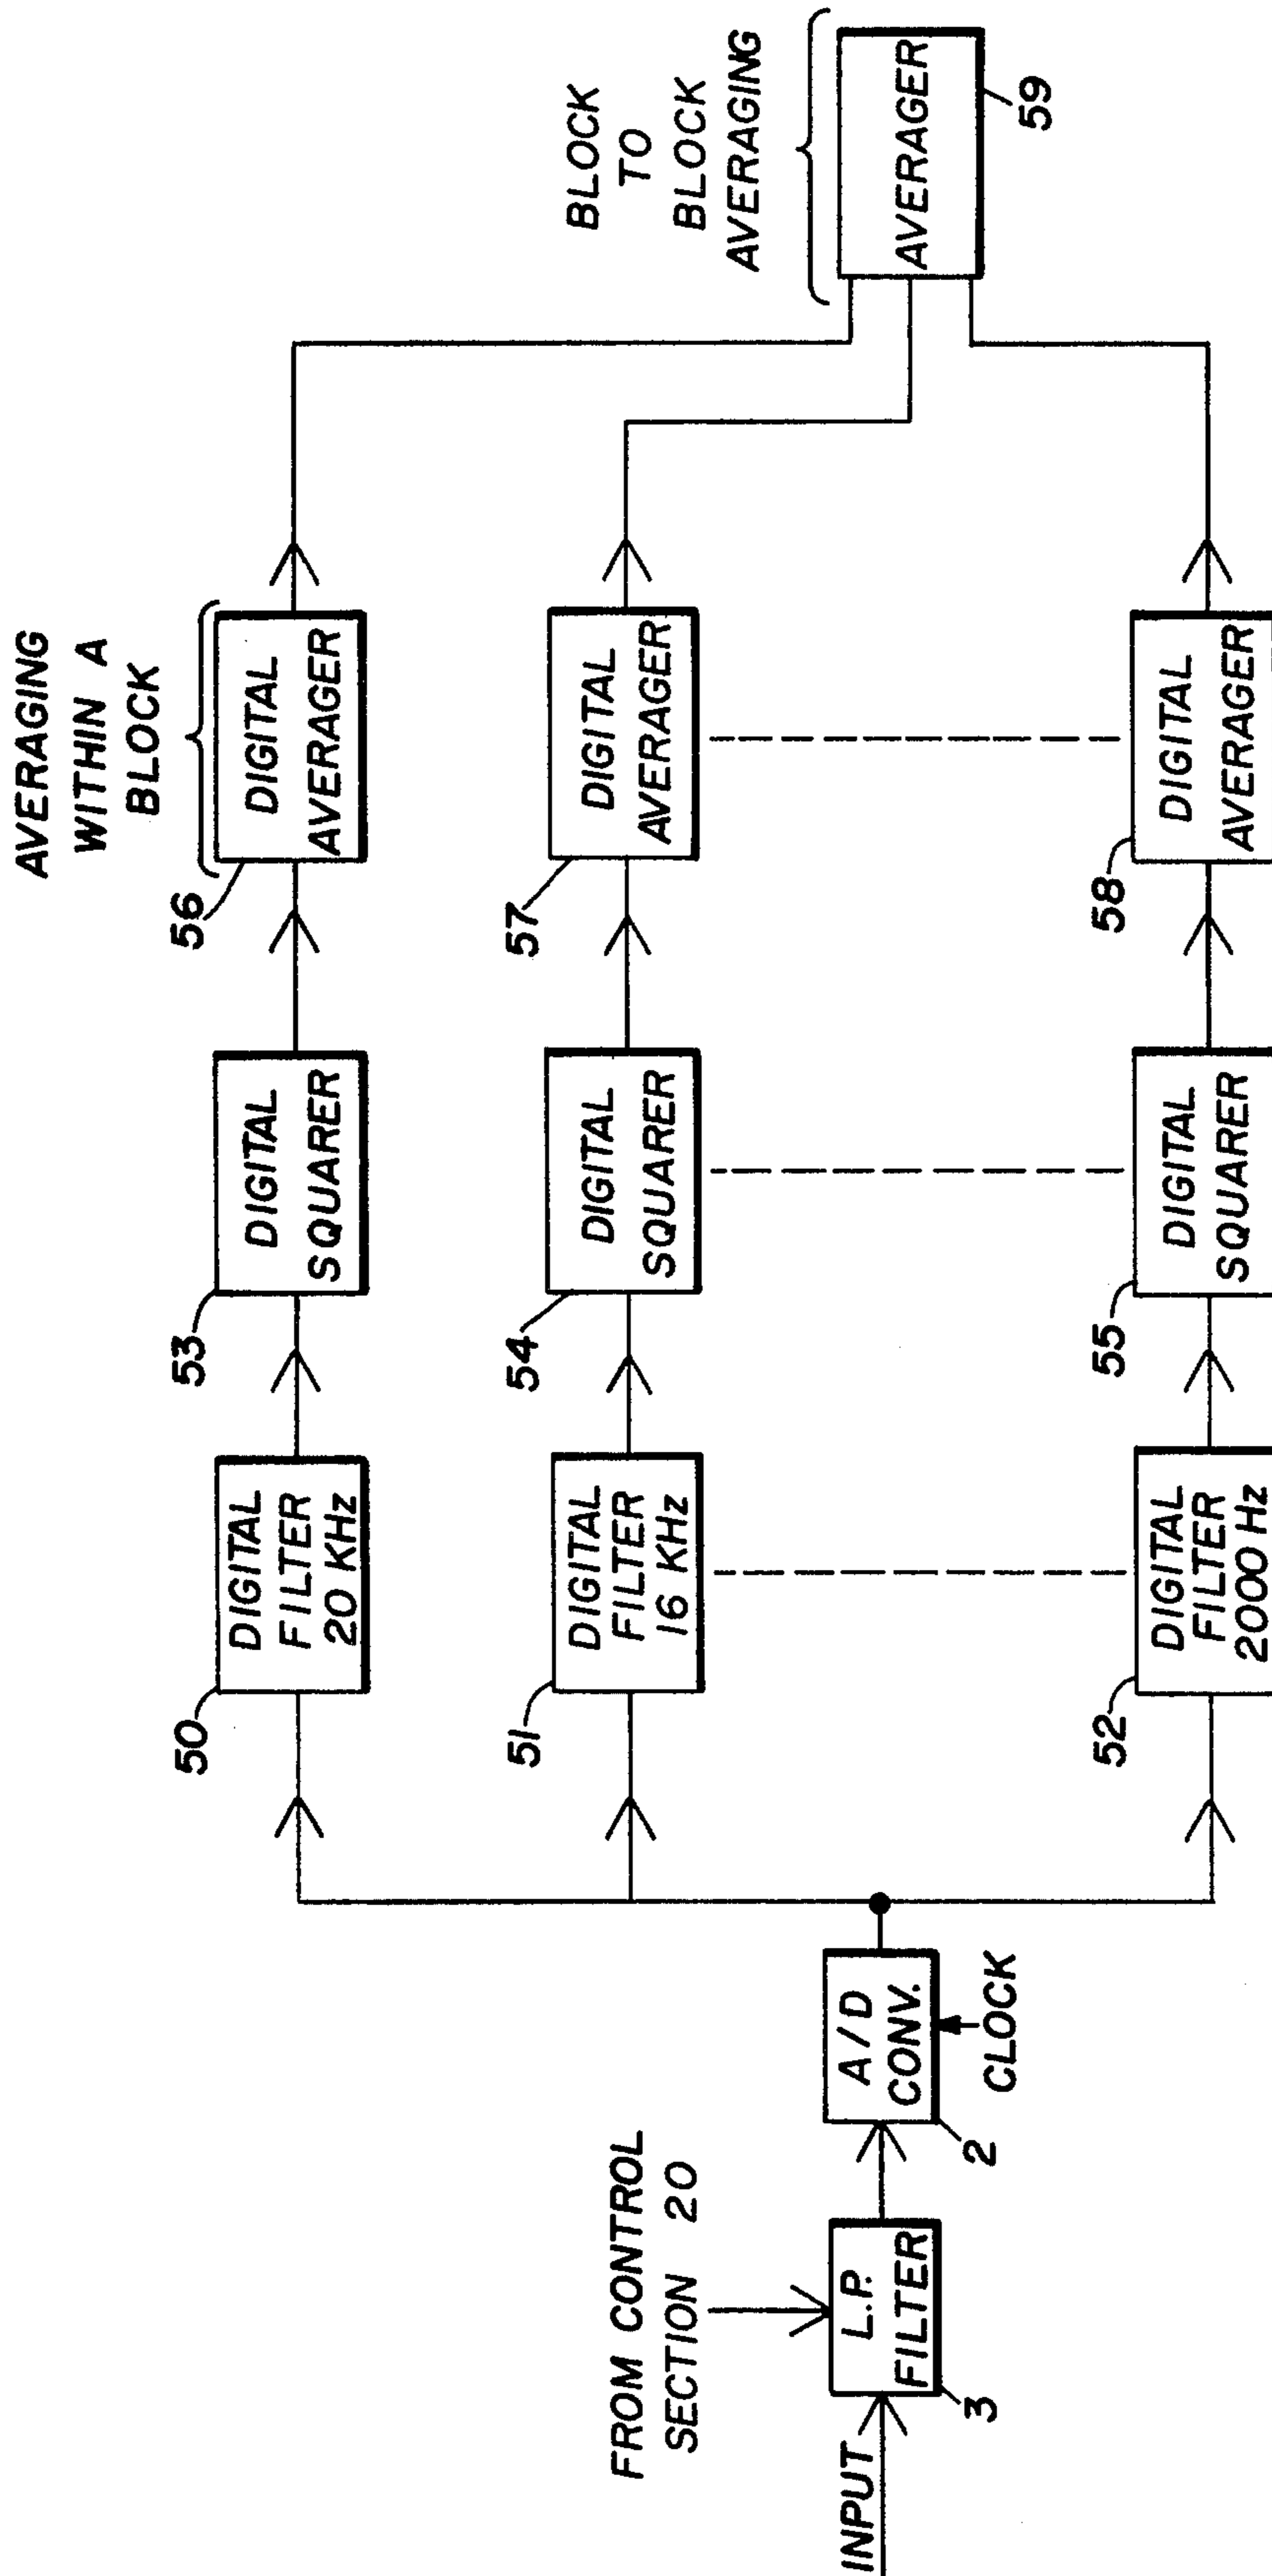 INPUT
L.P.
FILTER
3
FROM CONTROL
SECTION 20
A/D
CONV.
2
CLOCK
50
DIGITAL
FILTER
20 KHz
53
DIGITAL
SQUARER
56
DIGITAL
AVERAGER
AVERAGING
WITHIN A
BLOCK
51
DIGITAL
FILTER
16 KHz
54
DIGITAL
SQUARER
57
DIGITAL
AVERAGER
52
DIGITAL
FILTER
2000 Hz
55
DIGITAL
SQUARER
58
DIGITAL
AVERAGER
BLOCK
TO
BLOCK
AVERAGING
AVERAGER
59